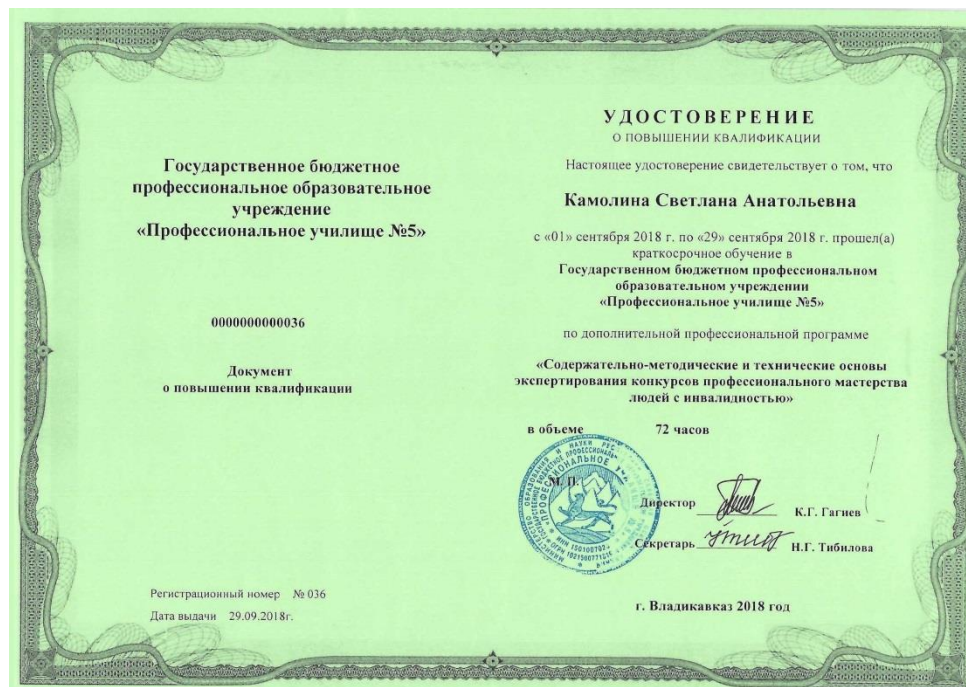 Государственное бюджетное
профессиональное образовательное
учреждение
«Профессиональное училище №5»
0000000000036
Документ
о повышении квалификации
Регистрационный номер № 036
Дата выдачи 29.09.2018г.
УДОСТОВЕРЕНИЕ
О ПОВЫШЕНИИ КВАЛИФИКАЦИИ
Настоящее удостоверение свидетельствует о том, что
Камолина Светлана Анатольевна
с «01» сентября 2018 г. по «29» сентября 2018 г. прошел(а)
краткосрочное обучение в
Государственном бюджетном профессиональном
образовательном учреждении
«Профессиональное училище №5»
по дополнительной профессиональной программе
«Содержательно-методические и технические основы
экспертирования конкурсов профессионального мастерства
людей с инвалидностью»
в объеме 72 часов
М. П.
Директор К.Г. Гагиев
Секретарь Н.Г. Тибилова
г. Владикавказ 2018 год